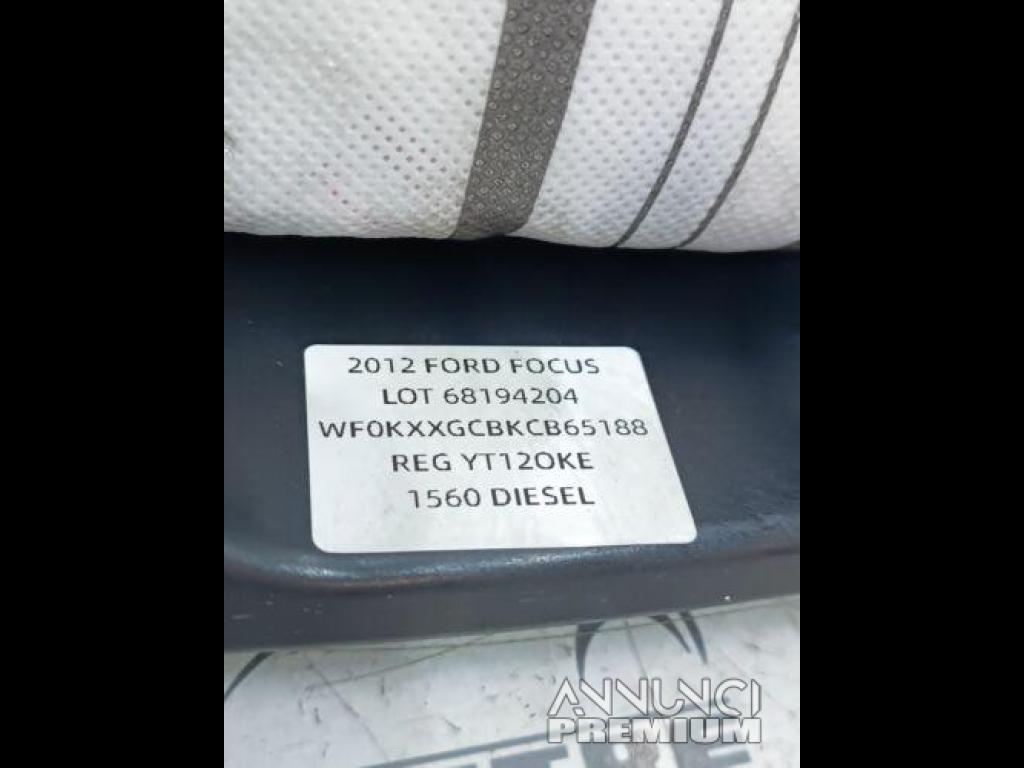 2012 FORD FOCUS
LOT 68194204
WF0KXXGCBKCB65188
REG YT12OKE
1560 DIESEL
ANNUNCI
PREMIUM